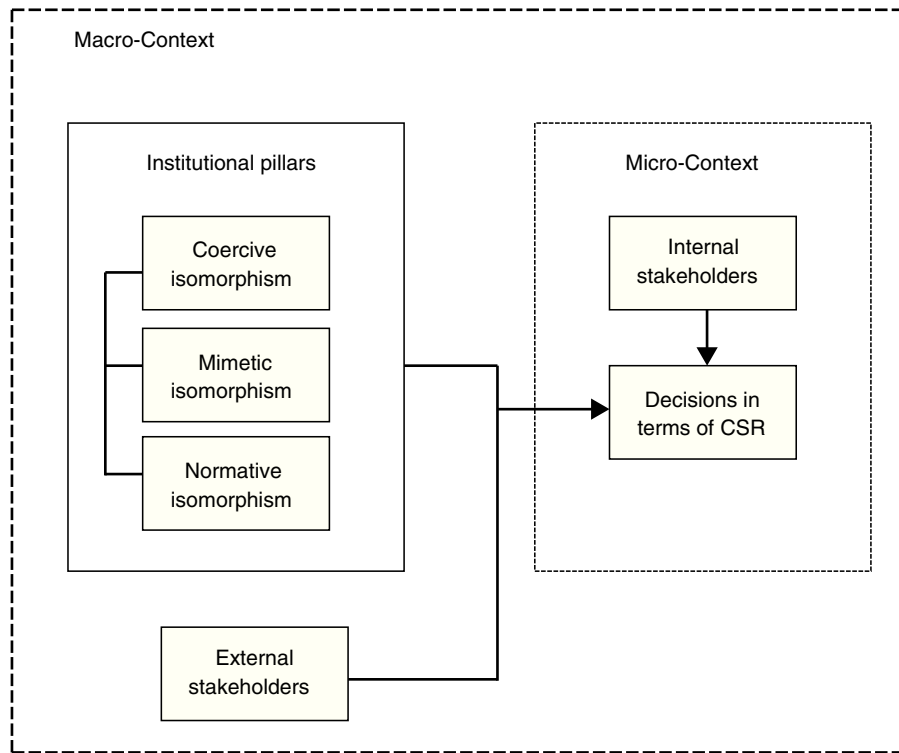 Macro-Context
Institutional pillars
Coercive
isomorphism
Mimetic
isomorphism
Normative
isomorphism
External
stakeholders
Micro-Context
Internal
stakeholders
Decisions in
terms of CSR